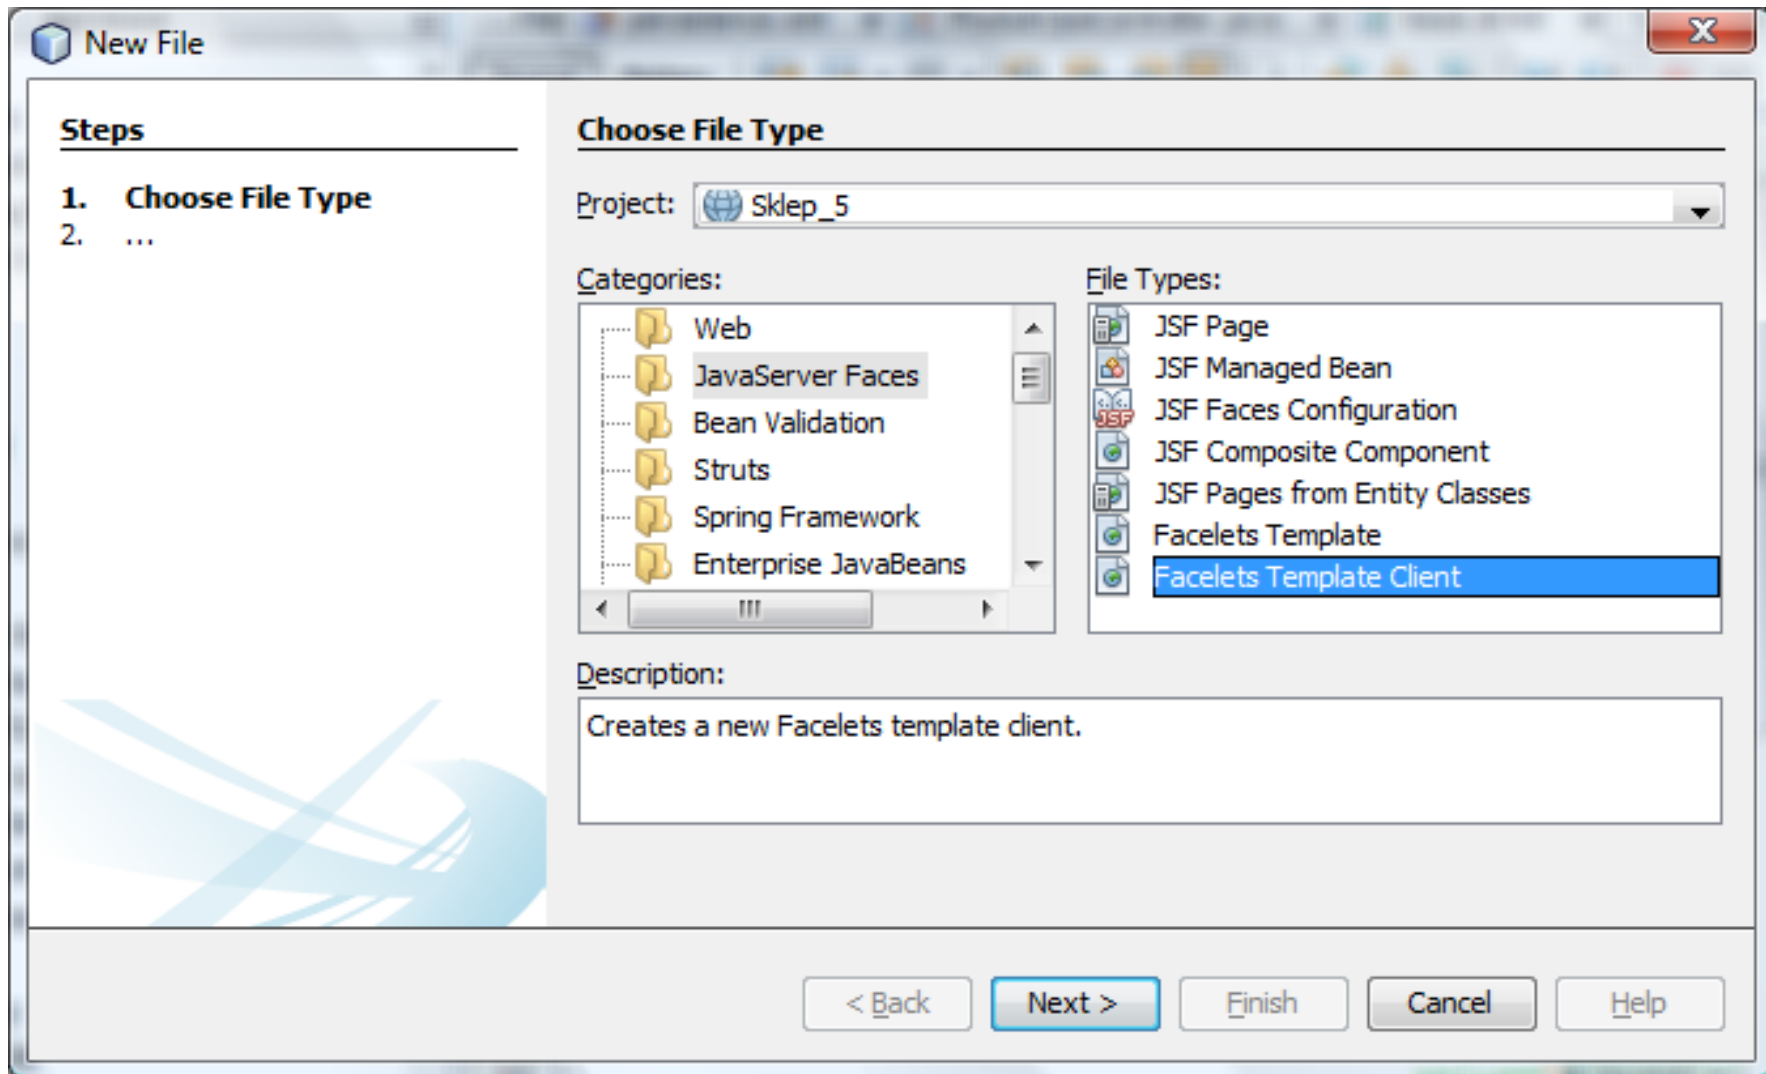 New File
Steps
1. Choose File Type
2. ...
Choose File Type
Project: Sklep_5
Categories:
Web
JavaServer Faces
Bean Validation
Struts
Spring Framework
Enterprise JavaBeans
File Types:
JSF Page
JSF Managed Bean
JSF Faces Configuration
JSF Composite Component
JSF Pages from Entity Classes
Facelets Template
Facelets Template Client
Description:
Creates a new Facelets template client.
< Back Next > Finish Cancel Help